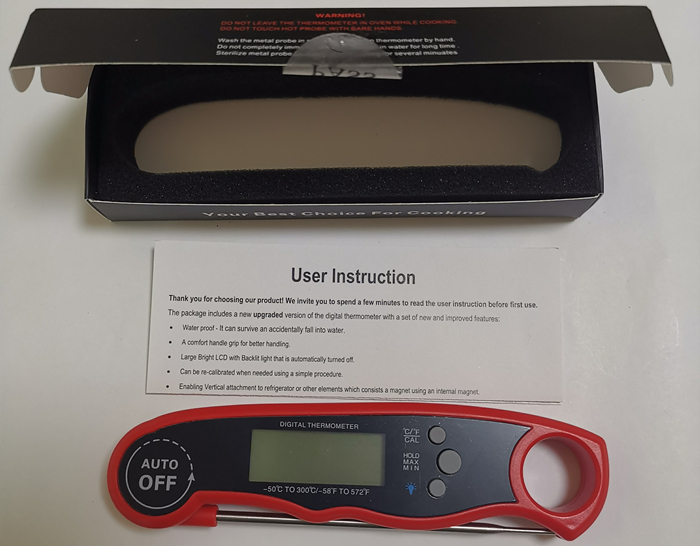 WARNING!
DO NOT LEAVE THE THERMOMETER IN OVEN WHILE COOKING.
DO NOT TOUCH HOT PROBE WITH BARE HANDS.
Wash the metal probe in thermometer by hand.
Do not completely imm in water for long time.
Sterilize metal probe for several minuates
Your Best Choice For Cooking
User Instruction
Thank you for choosing our product! We invite you to spend a few minutes to read the user instruction before first use.
The package includes a new upgraded version of the digital thermometer with a set of new and improved features:
• Water proof - It can survive an accidentally fall into water.
• A comfort handle grip for better handling.
• Large Bright LCD with Backlit light that is automatically turned off.
• Can be re-calibrated when needed using a simple procedure.
• Enabling Vertical attachment to refrigerator or other elements which consists a magnet using an internal magnet.
DIGITAL THERMOMETER
°C/°F
CAL
HOLD
MAX
MIN
AUTO
OFF
-50°C TO 300°C/-58°F TO 572°F